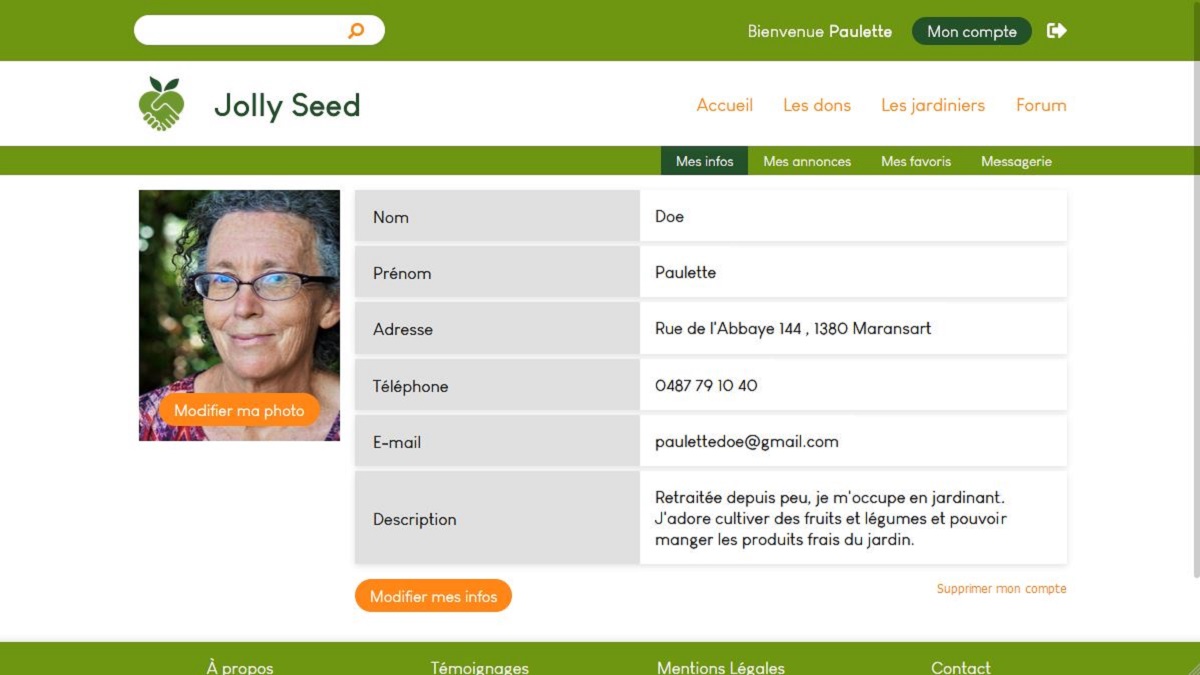 Bienvenue Paulette
Mon compte
Jolly Seed
Accueil
Les dons
Les jardiniers
Forum
Mes infos
Mes annonces
Mes favoris
Messagerie
Modifier ma photo
Nom
Doe
Prénom
Paulette
Adresse
Rue de l'Abbaye 144 , 1380 Maransart
Téléphone
0487 79 10 40
E-mail
paulettedoe@gmail.com
Description
Retraitée depuis peu, je m'occupe en jardinant.
J'adore cultiver des fruits et légumes et pouvoir
manger les produits frais du jardin.
Modifier mes infos
Supprimer mon compte
À propos
Témoignages
Mentions Légales
Contact